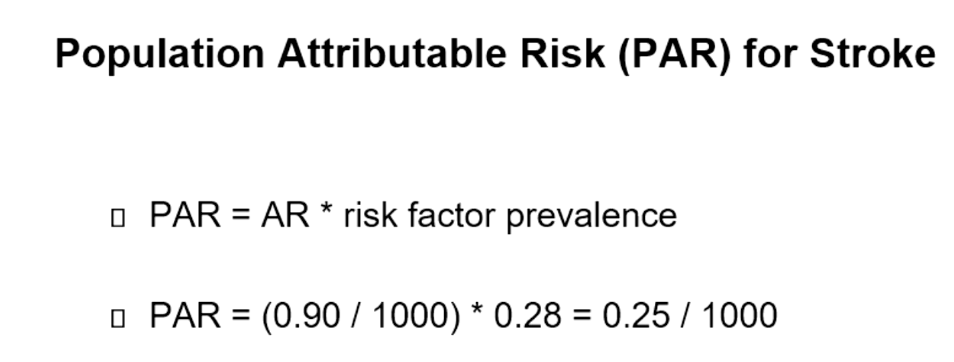 Population Attributable Risk (PAR) for Stroke
▯ PAR = AR * risk factor prevalence
▯ PAR = (0.90 / 1000) * 0.28 = 0.25 / 1000